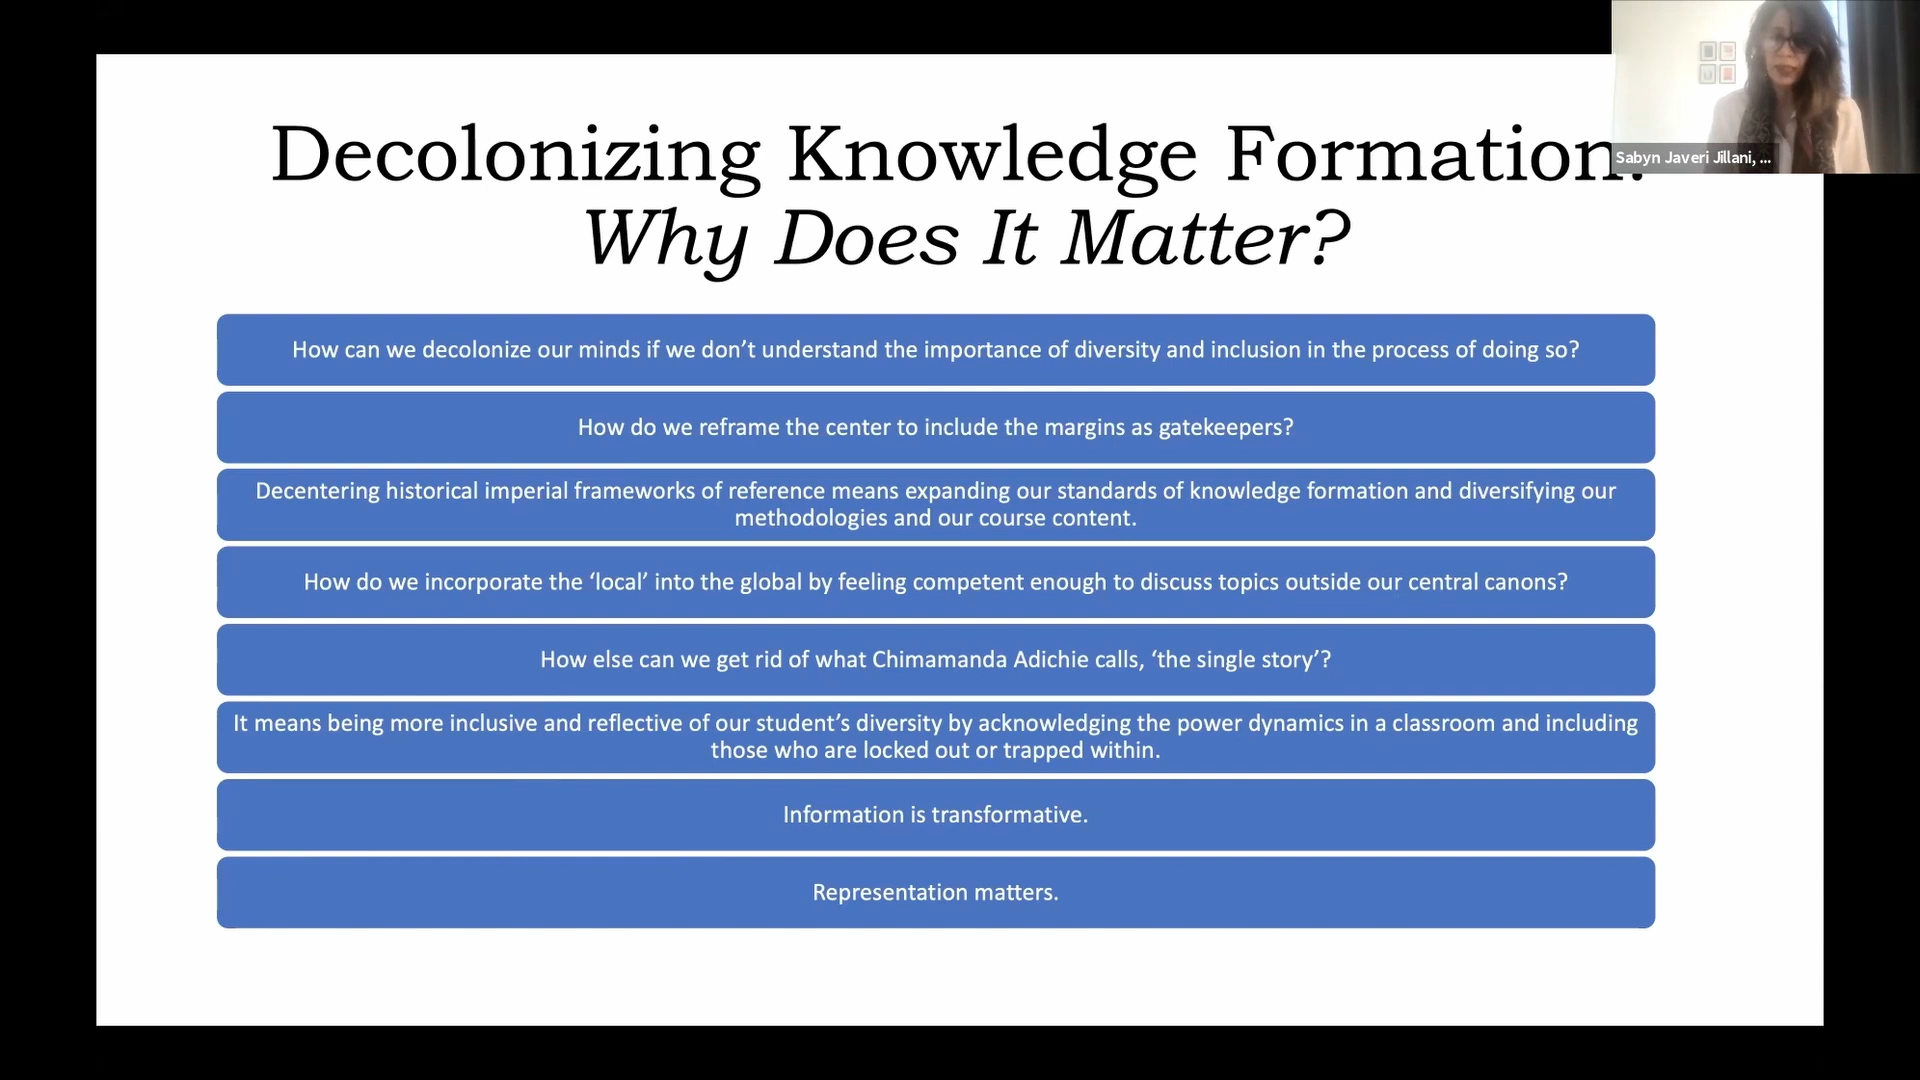 Decolonizing Knowledge Formation:
Why Does It Matter?
Sabyn Javeri Jillani, ...
How can we decolonize our minds if we don’t understand the importance of diversity and inclusion in the process of doing so?
How do we reframe the center to include the margins as gatekeepers?
Decentering historical imperial frameworks of reference means expanding our standards of knowledge formation and diversifying our
methodologies and our course content.
How do we incorporate the ‘local’ into the global by feeling competent enough to discuss topics outside our central canons?
How else can we get rid of what Chimamanda Adichie calls, ‘the single story’?
It means being more inclusive and reflective of our student’s diversity by acknowledging the power dynamics in a classroom and including
those who are locked out or trapped within.
Information is transformative.
Representation matters.